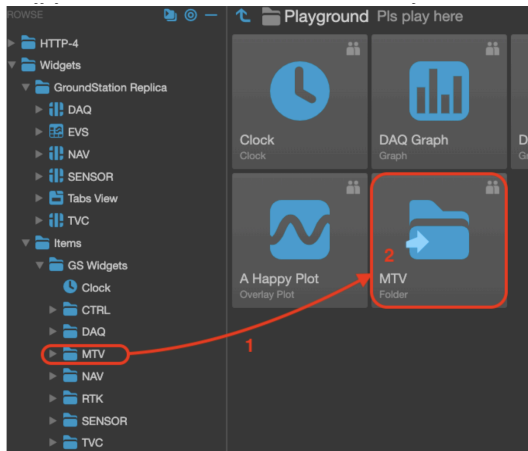 ROWSE
HTTP-4
Widgets
GroundStation Replica
DAQ
EVS
NAV
SENSOR
Tabs View
TVC
Items
GS Widgets
Clock
CTRL
DAQ
MTV
NAV
RTK
SENSOR
TVC
1
Playground Pls play here
Clock
Clock
DAQ Graph
Graph
D
A Happy Plot
Overlay Plot
2
MTV
Folder